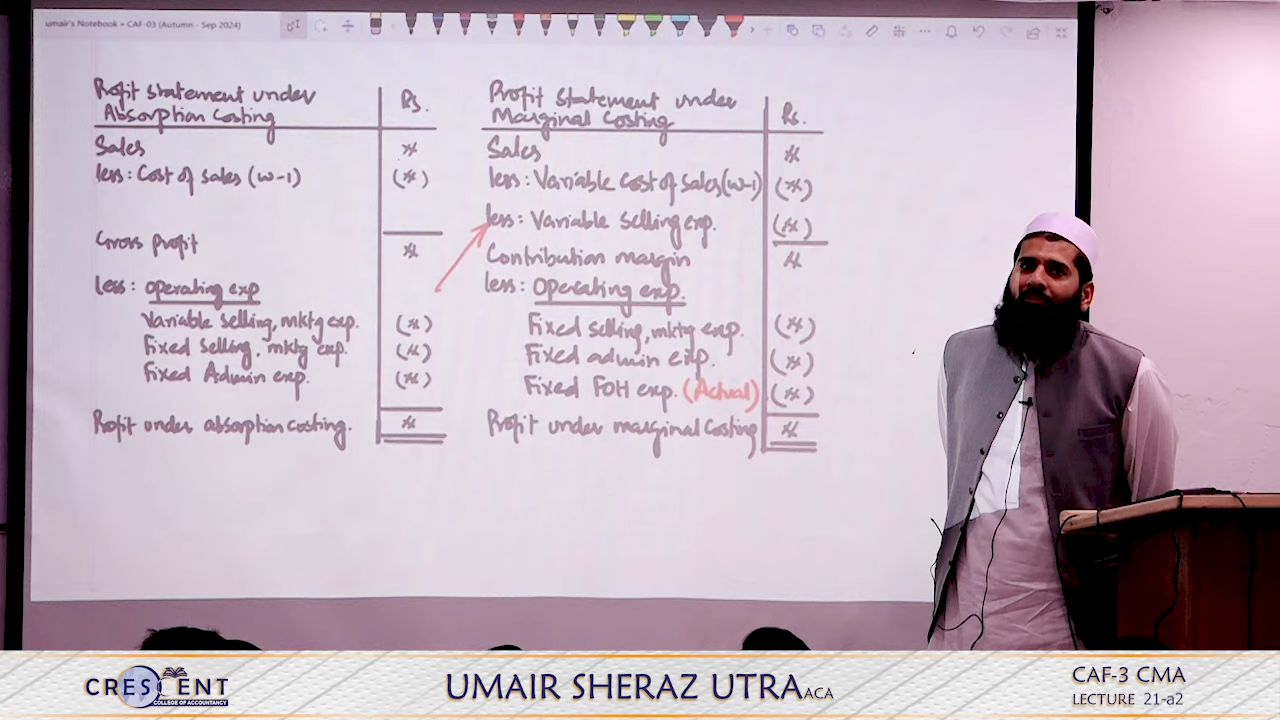 umair's Notebook > CAF-03 (Autumn - Sep 2024)
Profit statement under
Absorption Costing
Rs.
Sales
*
less: Cost of Sales (w-1)
(*)
Gross profit
*
less: Operating exp
Variable selling, mktg exp.
(*)
Fixed selling, mktg exp.
(*)
Fixed Admin exp.
(*)
Profit under absorption costing.
*
Profit statement under
Marginal Costing
Rs.
Sales
*
less: Variable Cost of Sales (w-1)
(*)
less: Variable Selling exp.
(*)
Contribution margin
*
less: Operating exp.
Fixed selling, mktg exp.
(*)
Fixed admin exp.
(*)
Fixed FOH exp. (Actual)
(*)
Profit under marginal costing
*
CRESCENT
COLLEGE OF ACCOUNTANCY
UMAIR SHERAZ UTRA ACA
CAF-3 CMA
LECTURE 21-a2